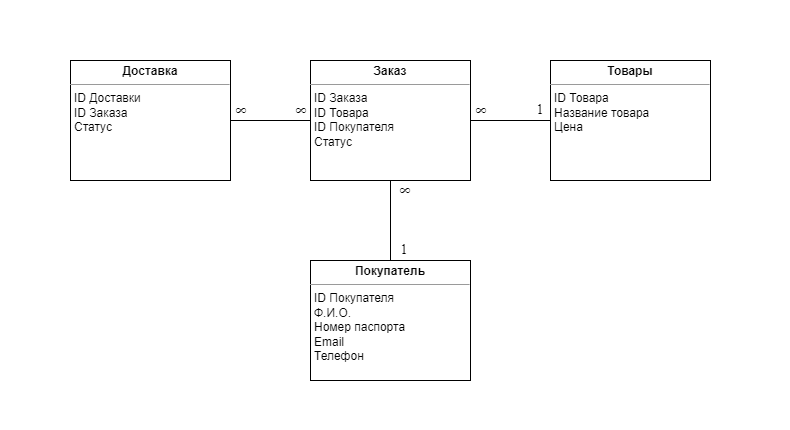 Доставка
ID Доставки
ID Заказа
Статус
∞
∞
Заказ
ID Заказа
ID Товара
ID Покупателя
Статус
∞
1
Товары
ID Товара
Название товара
Цена
∞
1
Покупатель
ID Покупателя
Ф.И.О.
Номер паспорта
Email
Телефон